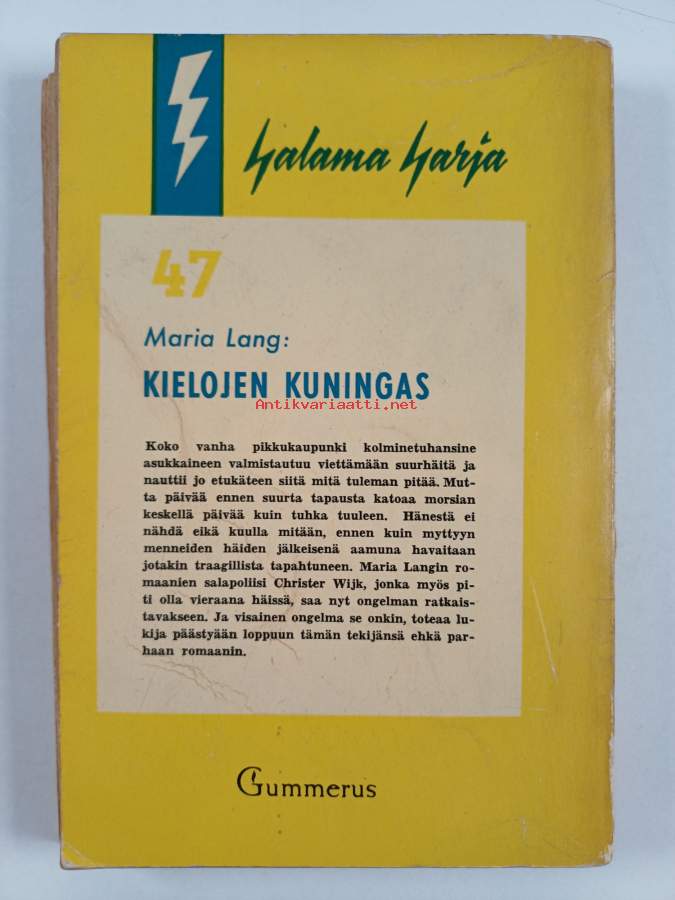 Salama Sarja
47
Maria Lang:
KIELOJEN KUNINGAS
Antikvariaatti.net
Koko vanha pikkukaupunki kolminetuhansine
asukkaineen valmistautuu viettämään suurhäitä ja
nauttii jo etukäteen siitä mitä tuleman pitää. Mut-
ta päivää ennen suurta tapausta katoaa morsian
keskellä päivää kuin tuhka tuuleen. Hänestä ei
nähdä eikä kuulla mitään, ennen kuin myttyyn
menneiden häiden jälkeisenä aamuna havaitaan
jotakin traagillista tapahtuneen. Maria Langin ro-
maanien salapoliisi Christer Wijk, jonka myös pi-
ti olla vieraana häissä, saa nyt ongelman ratkais-
tavakseen. Ja visainen ongelma se onkin, toteaa lu-
kija päästyään loppuun tämän tekijänsä ehkä par-
haan romaanin.
Gummerus